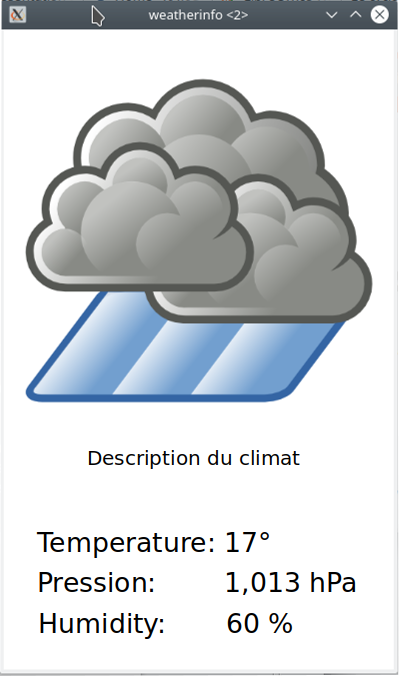 weatherinfo <2>
Description du climat
Temperature: 17°
Pression: 1,013 hPa
Humidity: 60 %